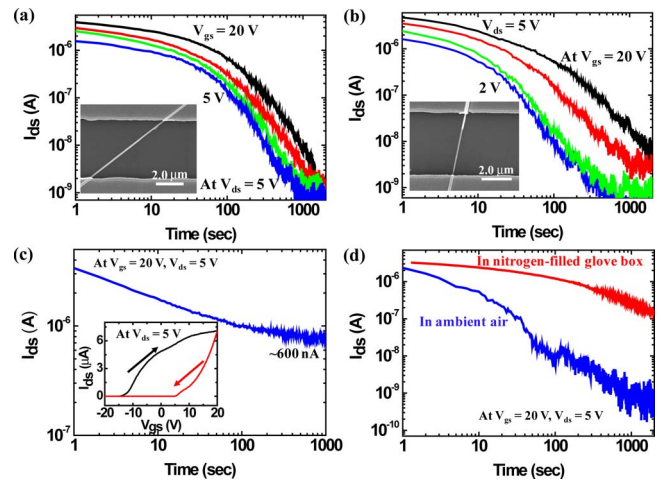 (a)
V_gs = 20 V
5 V
At V_ds = 5 V
2.0 μm
10^-6
10^-7
10^-8
10^-9
I_ds (A)
1 10 100 1000
Time (sec)
(b)
V_ds = 5 V
At V_gs = 20 V
2 V
2.0 μm
10^-6
10^-7
10^-8
10^-9
I_ds (A)
1 10 100 1000
Time (sec)
(c)
At V_gs = 20 V, V_ds = 5 V
~600 nA
10^-5
10^-6
10^-7
I_ds (A)
1 10 100 1000
Time (sec)
At V_ds = 5 V
I_ds (μA)
6
3
0
-20 -10 0 10 20
V_gs (V)
(d)
In nitrogen-filled glove box
In ambient air
At V_gs = 20 V, V_ds = 5 V
10^-5
10^-6
10^-7
10^-8
10^-9
10^-10
I_ds (A)
1 10 100 1000
Time (sec)